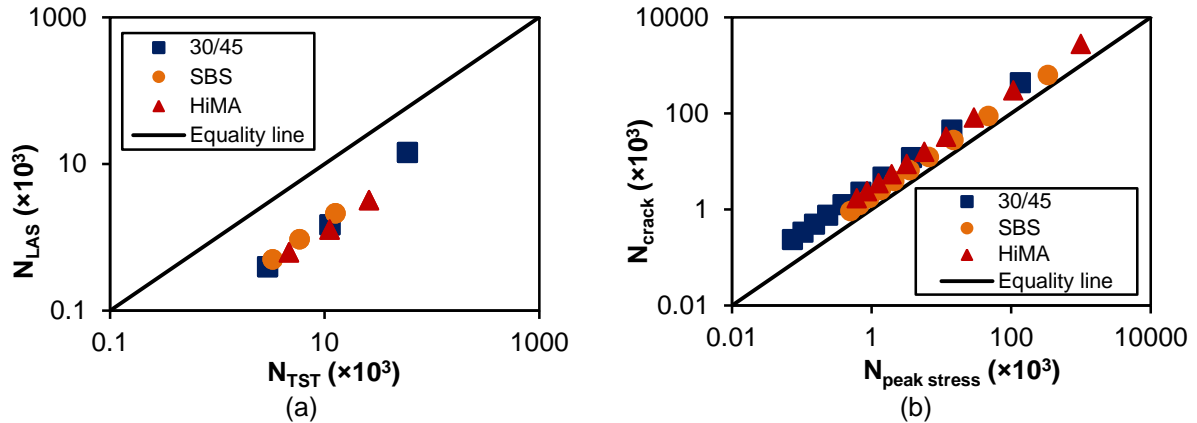 1000
10
0.1
N_LAS (×10³)
30/45
SBS
HiMA
Equality line
0.1
10
1000
N_TST (×10³)
(a)
10000
100
1
0.01
N_crack (×10³)
30/45
SBS
HiMA
Equality line
0.01
1
100
10000
N_peak stress (×10³)
(b)